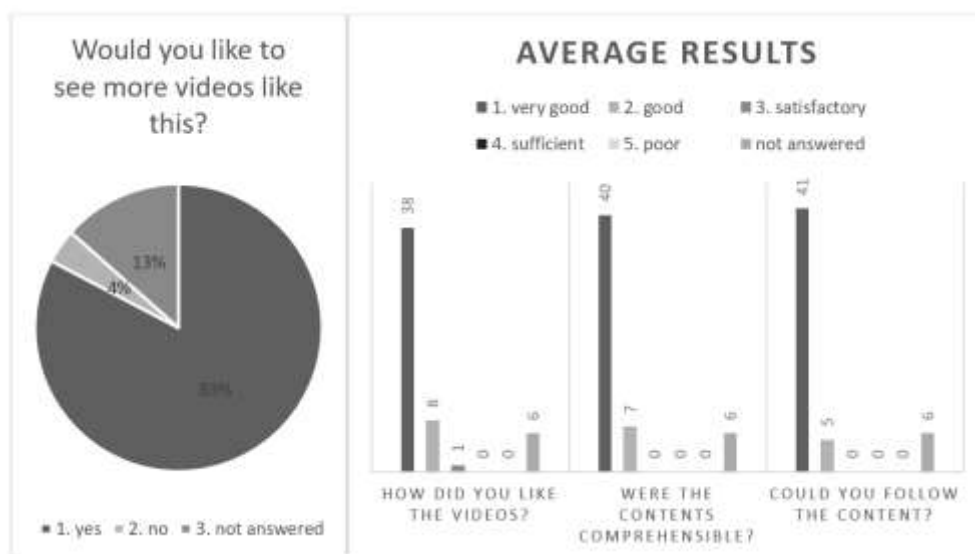 Would you like to
see more videos like
this?
13%
4%
83%
1. yes 2. no 3. not answered
AVERAGE RESULTS
1. very good 2. good 3. satisfactory
4. sufficient 5. poor not answered
38
8
1
0
0
6
40
7
0
0
0
6
41
5
0
0
0
6
HOW DID YOU LIKE
THE VIDEOS?
WERE THE
CONTENTS
COMPREHENSIBLE?
COULD YOU FOLLOW
THE CONTENT?